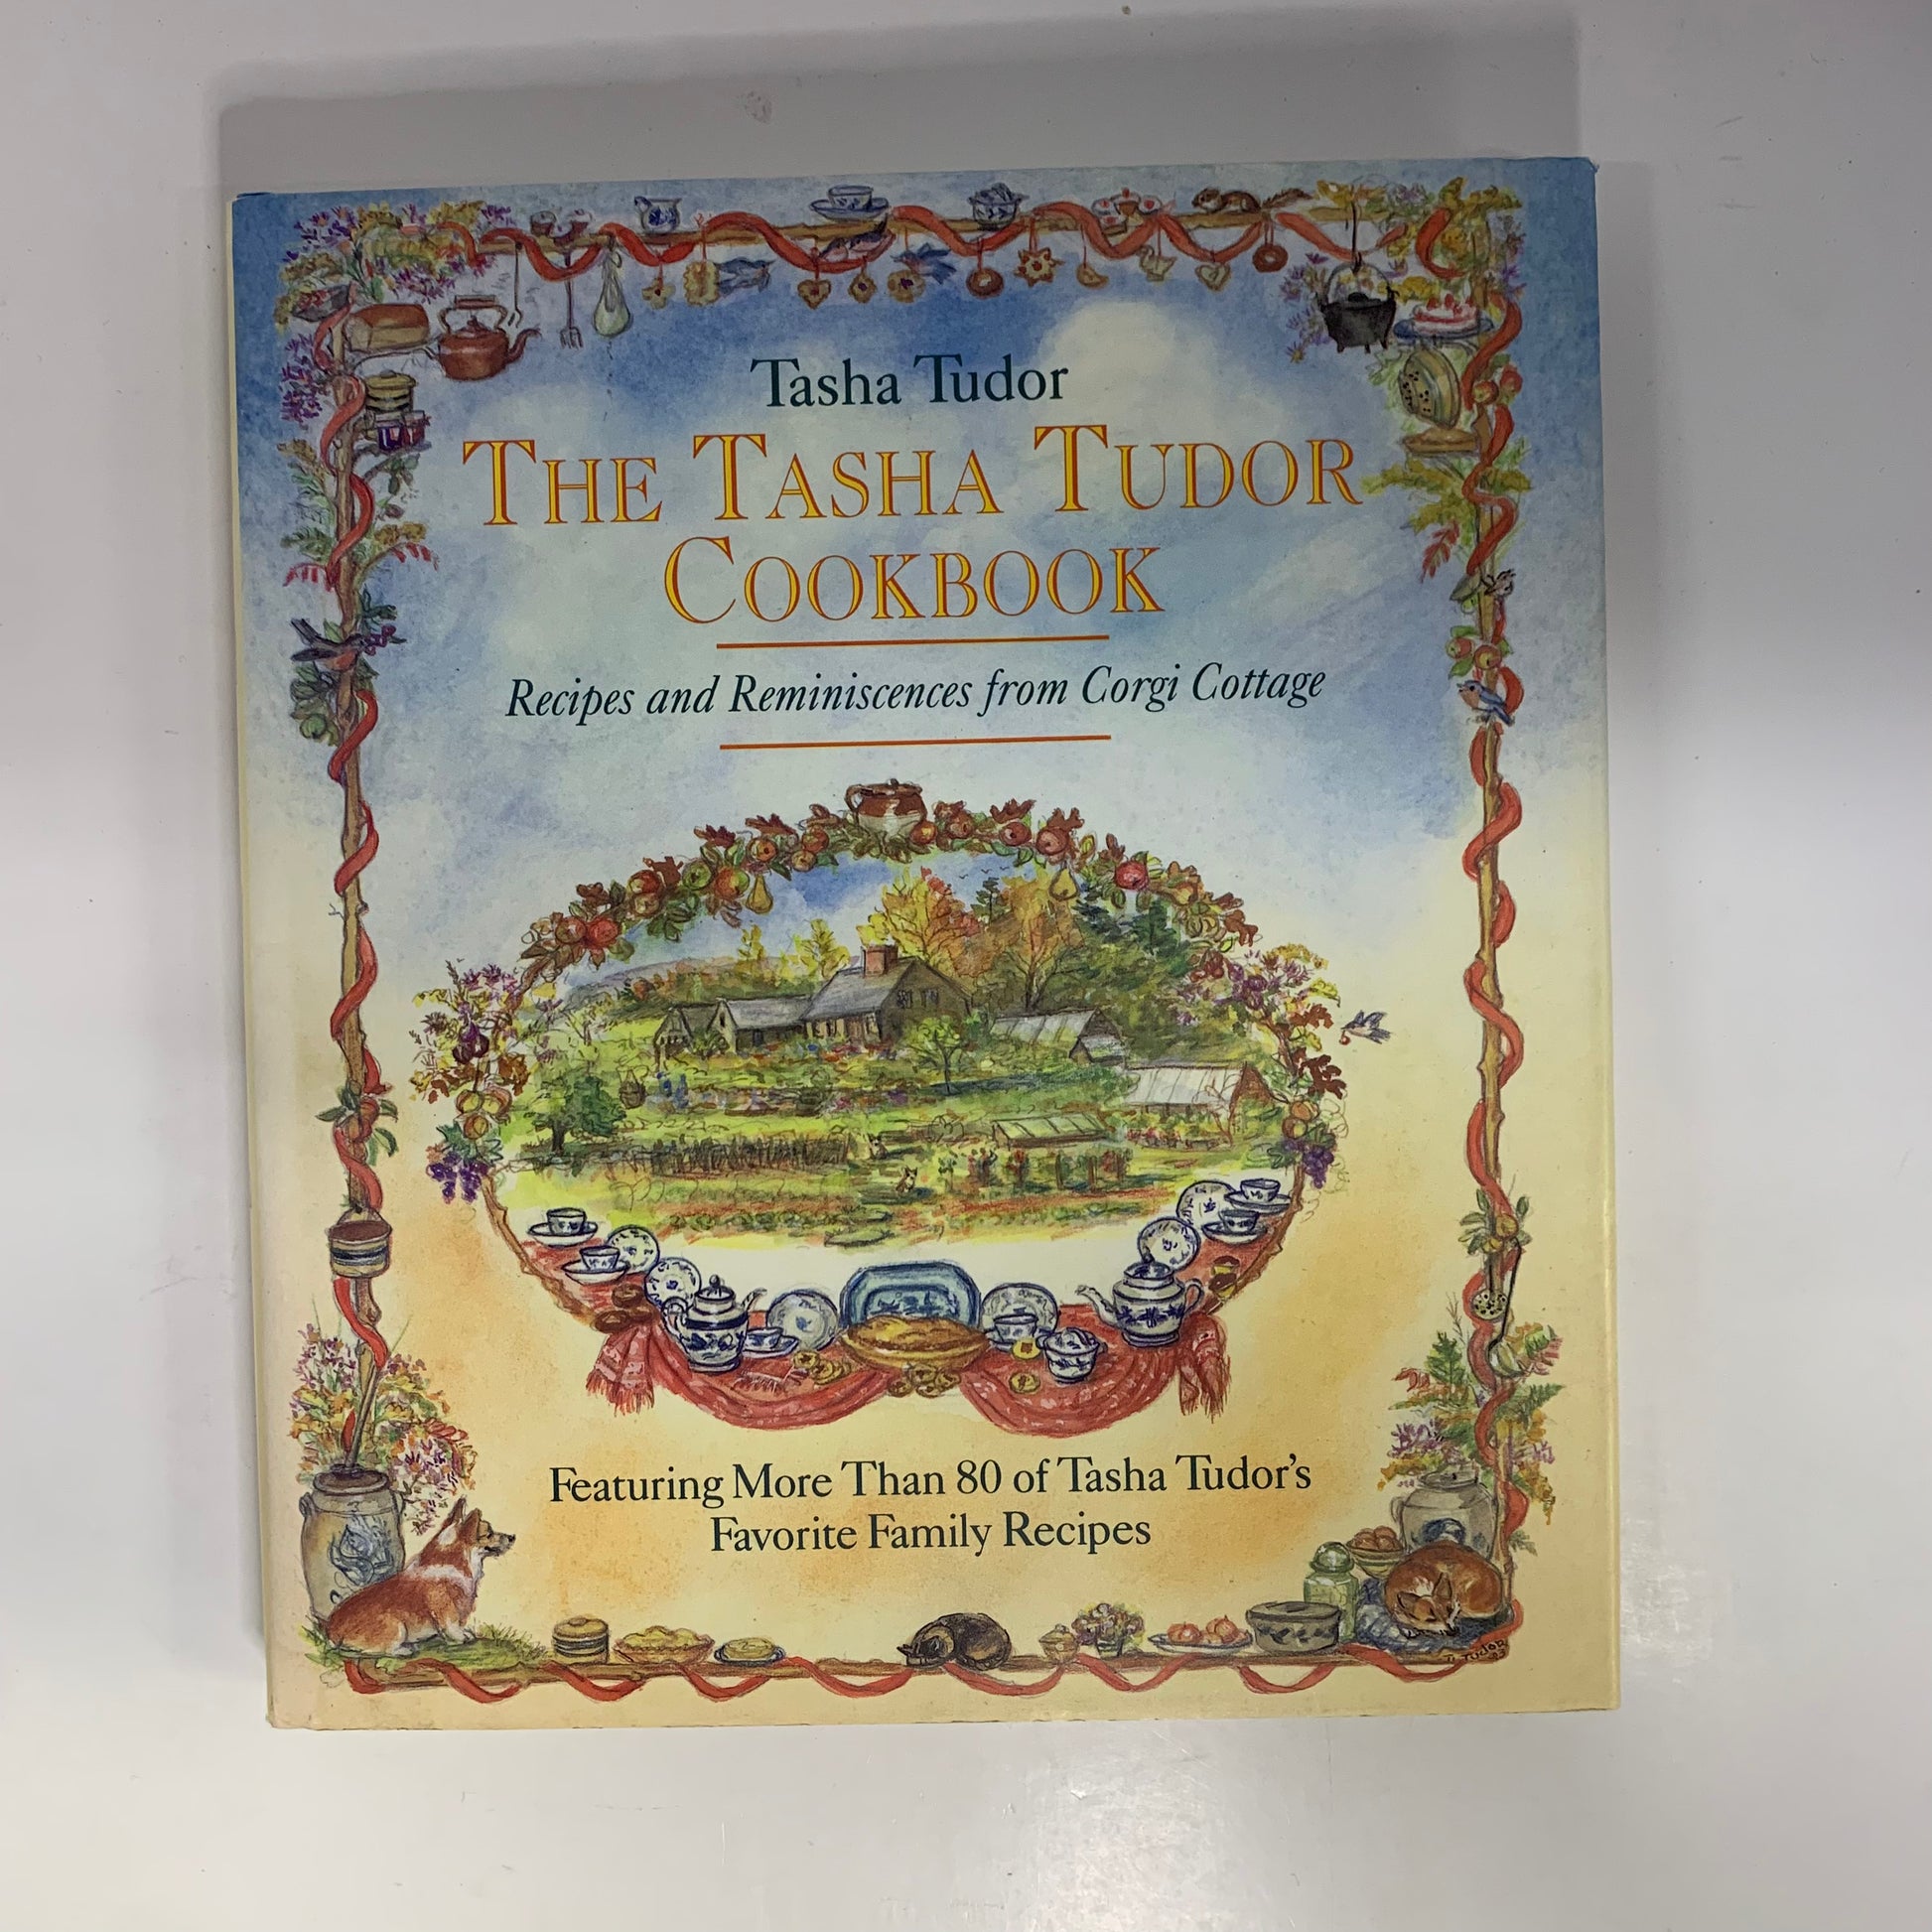 Tasha Tudor
THE TASHA TUDOR
COOKBOOK
Recipes and Reminiscences from Corgi Cottage
Featuring More Than 80 of Tasha Tudor's
Favorite Family Recipes
T. TUDOR